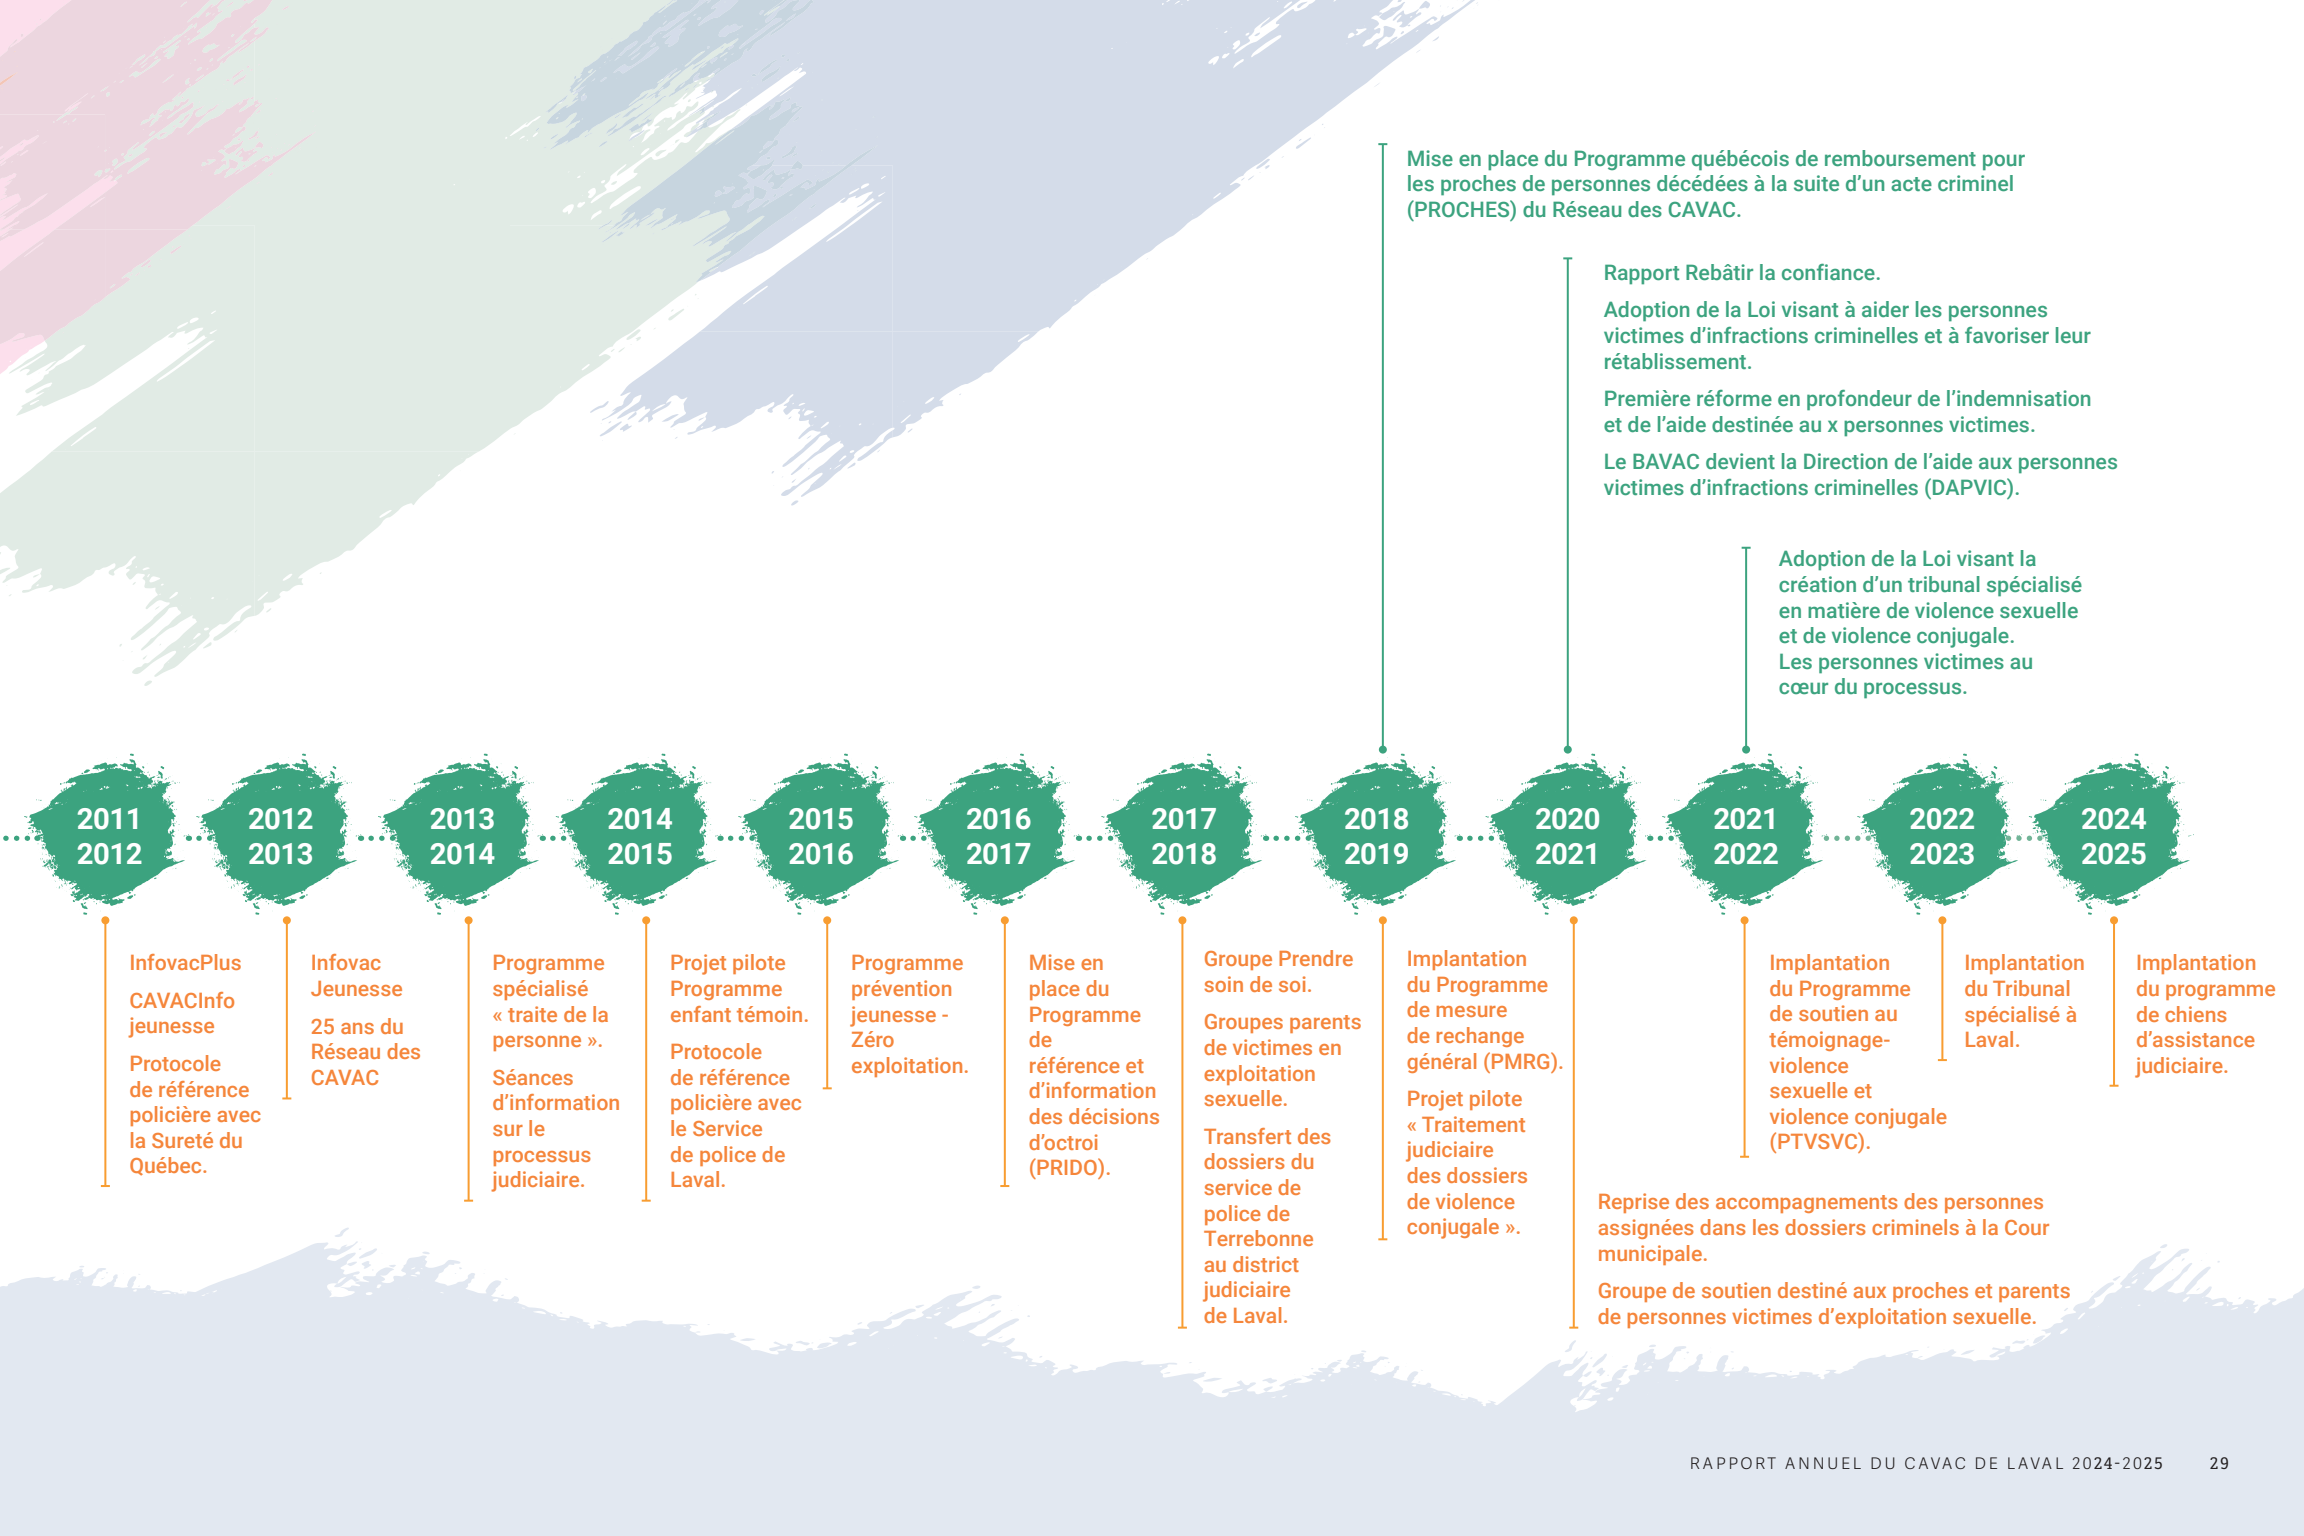 Mise en place du Programme québécois de remboursement pour
les proches de personnes décédées à la suite d’un acte criminel
(PROCHES) du Réseau des CAVAC.
Rapport Rebâtir la confiance.
Adoption de la Loi visant à aider les personnes
victimes d’infractions criminelles et à favoriser leur
rétablissement.
Première réforme en profondeur de l’indemnisation
et de l’aide destinée au x personnes victimes.
Le BAVAC devient la Direction de l’aide aux personnes
victimes d’infractions criminelles (DAPVIC).
Adoption de la Loi visant la
création d’un tribunal spécialisé
en matière de violence sexuelle
et de violence conjugale.
Les personnes victimes au
cœur du processus.
2011
2012
2012
2013
2013
2014
2014
2015
2015
2016
2016
2017
2017
2018
2018
2019
2020
2021
2021
2022
2022
2023
2024
2025
InfovacPlus
CAVACInfo
jeunesse
Protocole
de référence
policière avec
la Sureté du
Québec.
Infovac
Jeunesse
25 ans du
Réseau des
CAVAC
Programme
spécialisé
« traite de la
personne ».
Séances
d’information
sur le
processus
judiciaire.
Projet pilote
Programme
enfant témoin.
Protocole
de référence
policière avec
le Service
de police de
Laval.
Programme
prévention
jeunesse -
Zéro
exploitation.
Mise en
place du
Programme
de
référence et
d’information
des décisions
d’octroi
(PRIDO).
Groupe Prendre
soin de soi.
Groupes parents
de victimes en
exploitation
sexuelle.
Transfert des
dossiers du
service de
police de
Terrebonne
au district
judiciaire
de Laval.
Implantation
du Programme
de mesure
de rechange
général (PMRG).
Projet pilote
« Traitement
judiciaire
des dossiers
de violence
conjugale ».
Reprise des accompagnements des personnes
assignées dans les dossiers criminels à la Cour
municipale.
Groupe de soutien destiné aux proches et parents
de personnes victimes d’exploitation sexuelle.
Implantation
du Programme
de soutien au
témoignage-
violence
sexuelle et
violence conjugale
(PTVSVC).
Implantation
du Tribunal
spécialisé à
Laval.
Implantation
du programme
de chiens
d’assistance
judiciaire.
RAPPORT ANNUEL DU CAVAC DE LAVAL 2024-2025 29